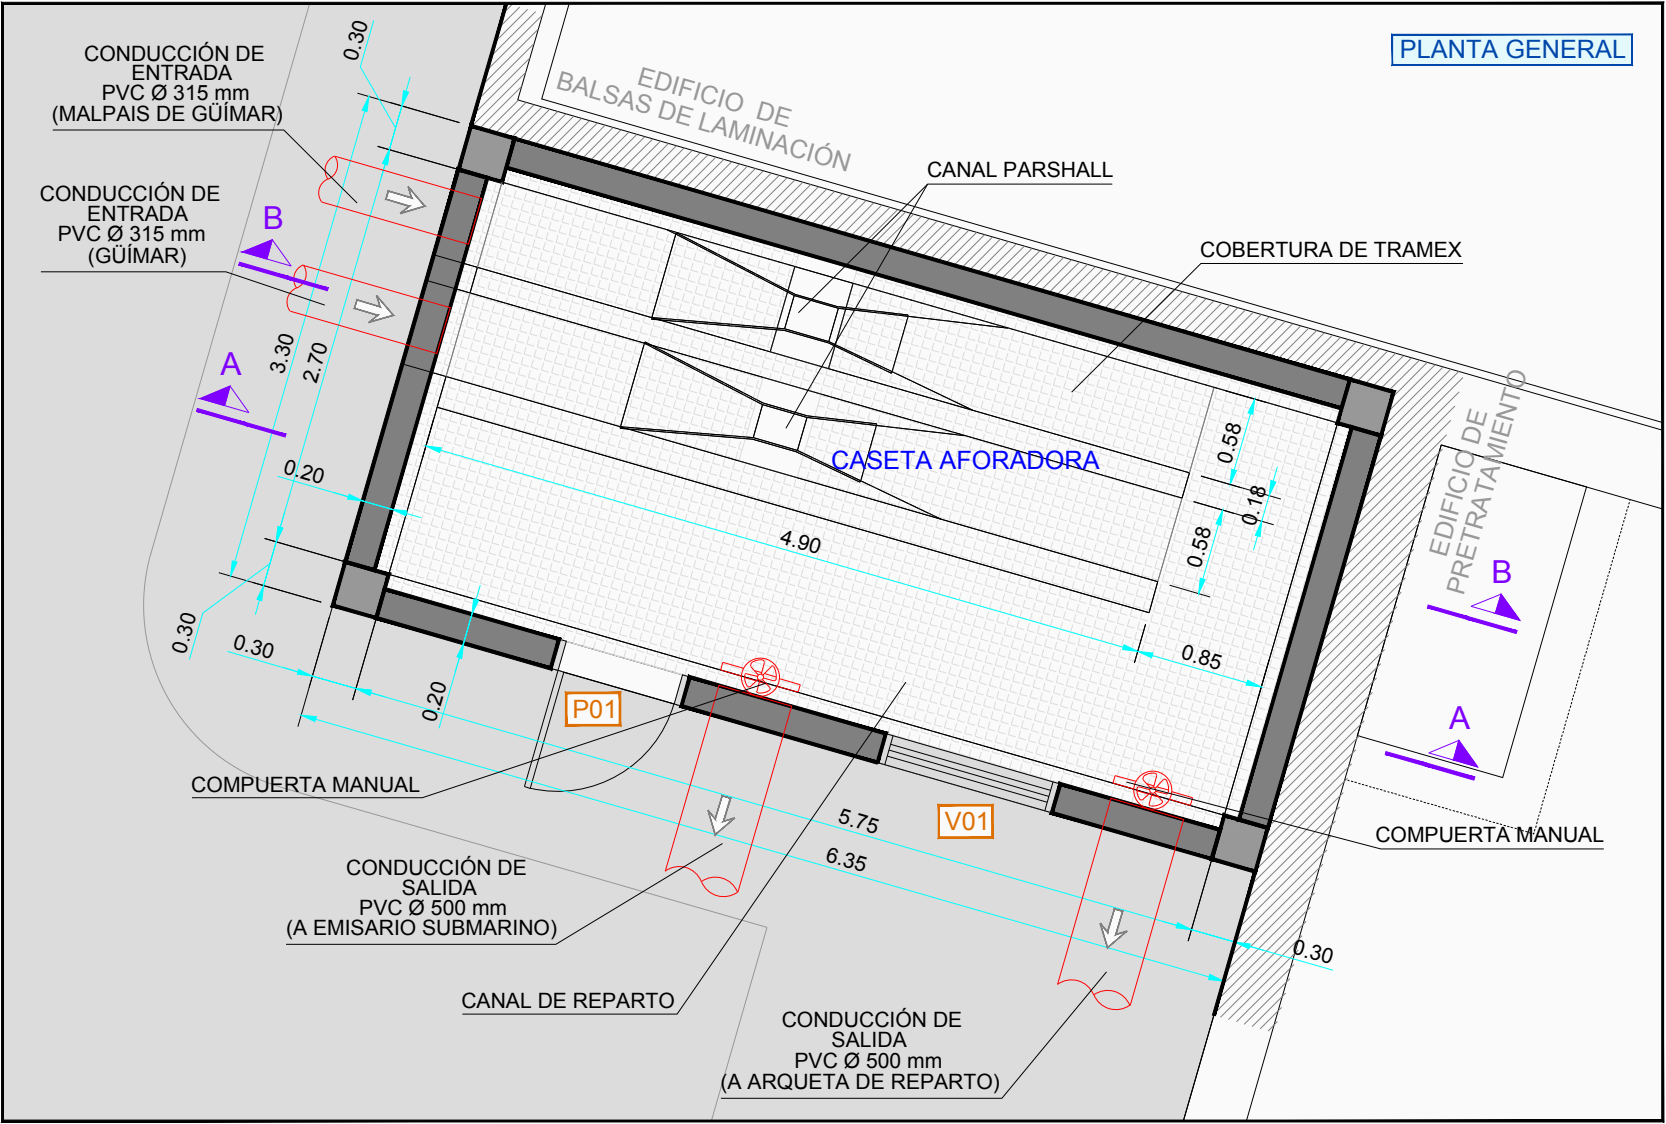 PLANTA GENERAL
0.30
CONDUCCIÓN DE
ENTRADA
PVC Ø 315 mm
(MALPAIS DE GÜÍMAR)
EDIFICIO DE
BALSAS DE LAMINACIÓN
CANAL PARSHALL
CONDUCCIÓN DE
ENTRADA
PVC Ø 315 mm
(GÜÍMAR)
B
COBERTURA DE TRAMEX
A
3.30
2.70
0.20
CASETA AFORADORA
0.58
0.18
0.58
EDIFICIO DE
PRETRATAMIENTO
4.90
B
0.30
0.30
0.20
0.85
P01
A
COMPUERTA MANUAL
5.75
V01
6.35
COMPUERTA MANUAL
CONDUCCIÓN DE
SALIDA
PVC Ø 500 mm
(A EMISARIO SUBMARINO)
0.30
CANAL DE REPARTO
CONDUCCIÓN DE
SALIDA
PVC Ø 500 mm
(A ARQUETA DE REPARTO)